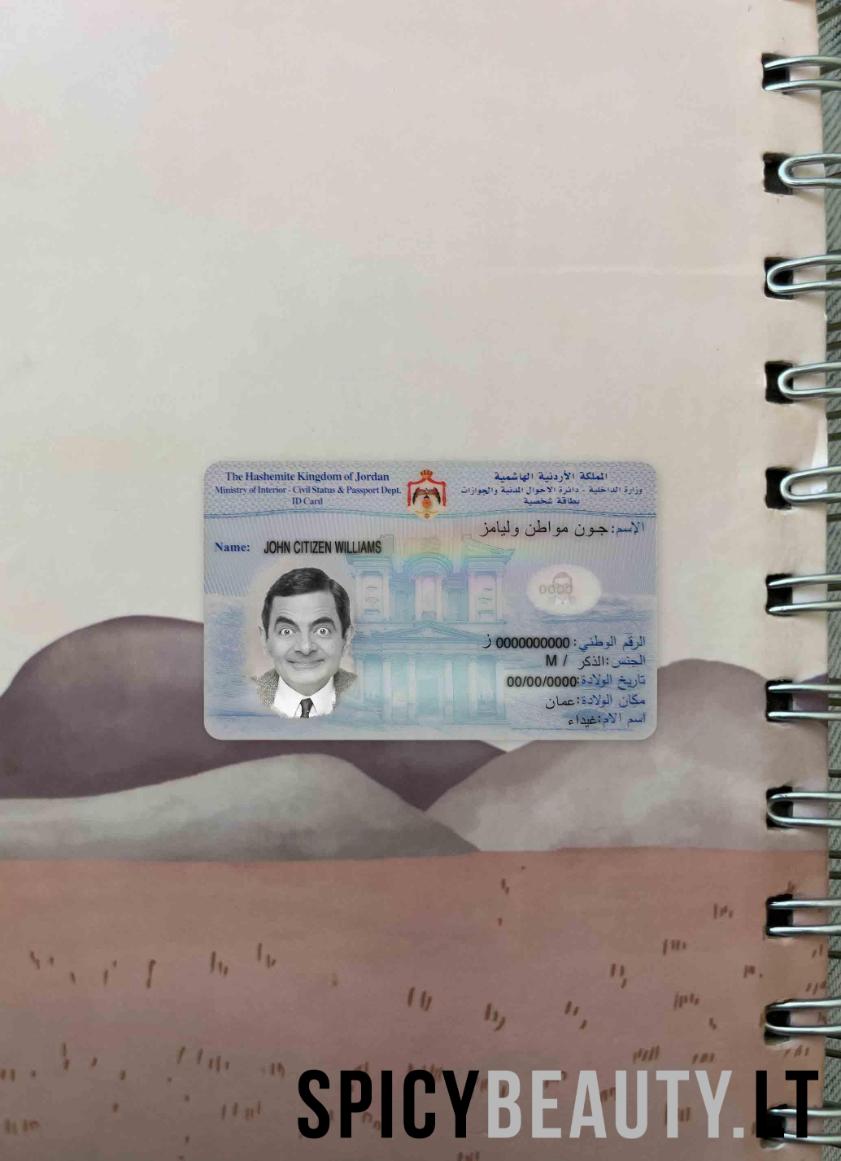 The Hashemite Kingdom of Jordan
Ministry of Interior - Civil Status & Passport Dept.
ID Card
المملكة الأردنية الهاشمية
وزارة الداخلية - دائرة الاحوال المدنية والجوازات
بطاقة شخصية
الإسم: جون مواطن وليامز
Name: JOHN CITIZEN WILLIAMS
0000
الرقم الوطني: 0000000000 ز
الجنس: الذكر / M
تاريخ الولادة: 00/00/0000
مكان الولادة: عمان
اسم الام: غيداء
SPICYBEAUTY.LT